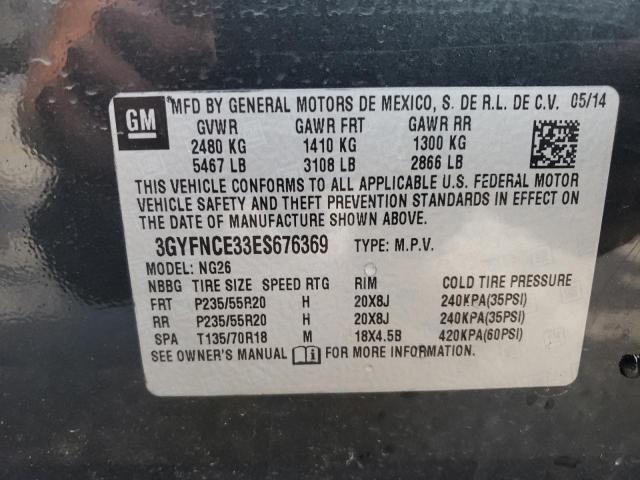 GM MFD BY GENERAL MOTORS DE MEXICO, S. DE R.L. DE C.V. 05/14
GVWR GAWR FRT GAWR RR
2480 KG 1410 KG 1300 KG
5467 LB 3108 LB 2866 LB
THIS VEHICLE CONFORMS TO ALL APPLICABLE U.S. FEDERAL MOTOR
VEHICLE SAFETY AND THEFT PREVENTION STANDARDS IN EFFECT ON
THE DATE OF MANUFACTURE SHOWN ABOVE.
3GYFNCE33ES676369 TYPE: M.P.V.
MODEL: NG26
NBBG TIRE SIZE SPEED RTG RIM COLD TIRE PRESSURE
FRT P235/55R20 H 20X8J 240KPA(35PSI)
RR P235/55R20 H 20X8J 240KPA(35PSI)
SPA T135/70R18 M 18X4.5B 420KPA(60PSI)
SEE OWNER'S MANUAL i FOR MORE INFORMATION.